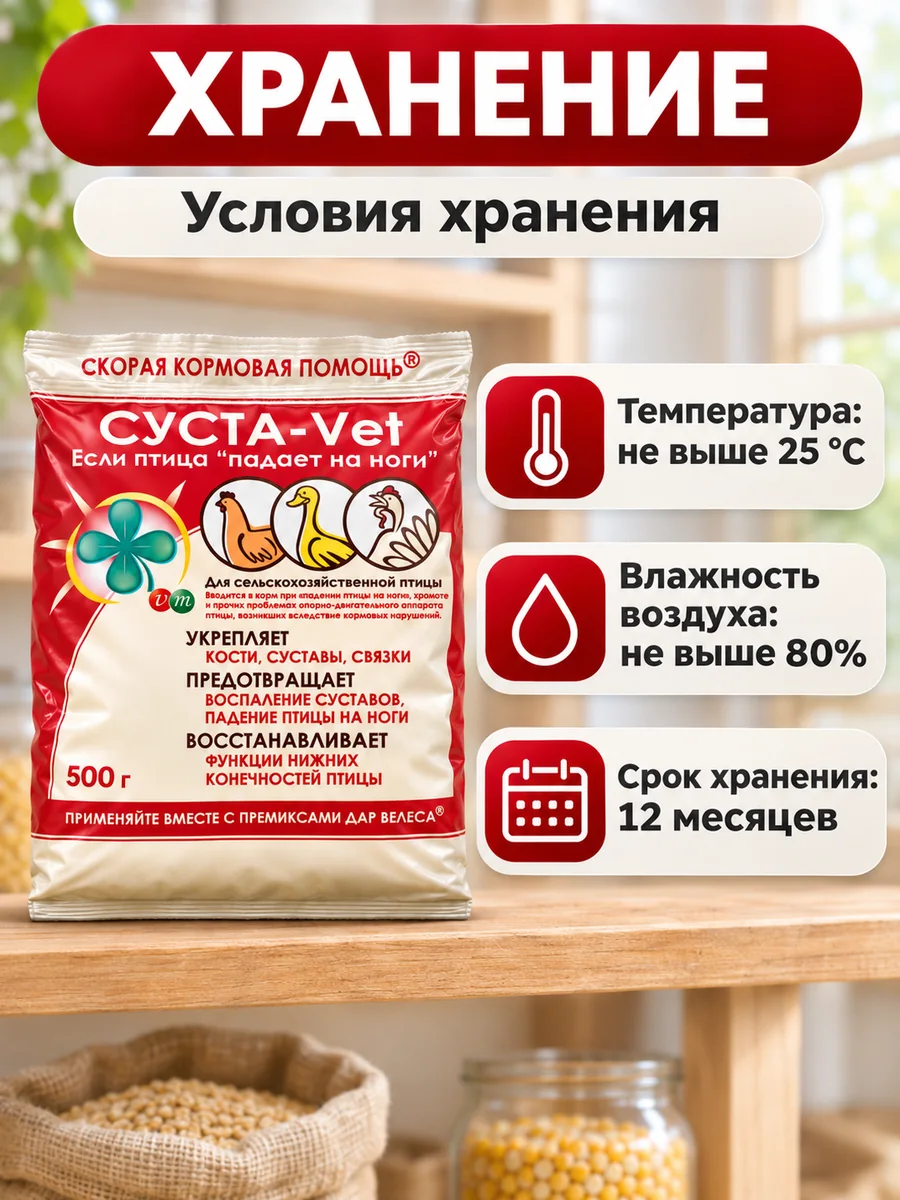 ХРАНЕНИЕ
Условия хранения
СКОРАЯ КОРМОВАЯ ПОМОЩЬ®
СУСТА-Vet
Если птица "падает на ноги"
Для сельскохозяйственной птицы
Вводится в корм при «падении птицы на ноги», хромоте
и прочих проблемах опорно-двигательного аппарата
птицы, возникших вследствие кормовых нарушений.
vm
УКРЕПЛЯЕТ
КОСТИ, СУСТАВЫ, СВЯЗКИ
ПРЕДОТВРАЩАЕТ
ВОСПАЛЕНИЕ СУСТАВОВ,
ПАДЕНИЕ ПТИЦЫ НА НОГИ
ВОССТАНАВЛИВАЕТ
ФУНКЦИИ НИЖНИХ
КОНЕЧНОСТЕЙ ПТИЦЫ
500 г
ПРИМЕНЯЙТЕ ВМЕСТЕ С ПРЕМИКСАМИ ДАР ВЕЛЕСА®
Температура:
не выше 25 °C
Влажность
воздуха:
не выше 80%
Срок хранения:
12 месяцев